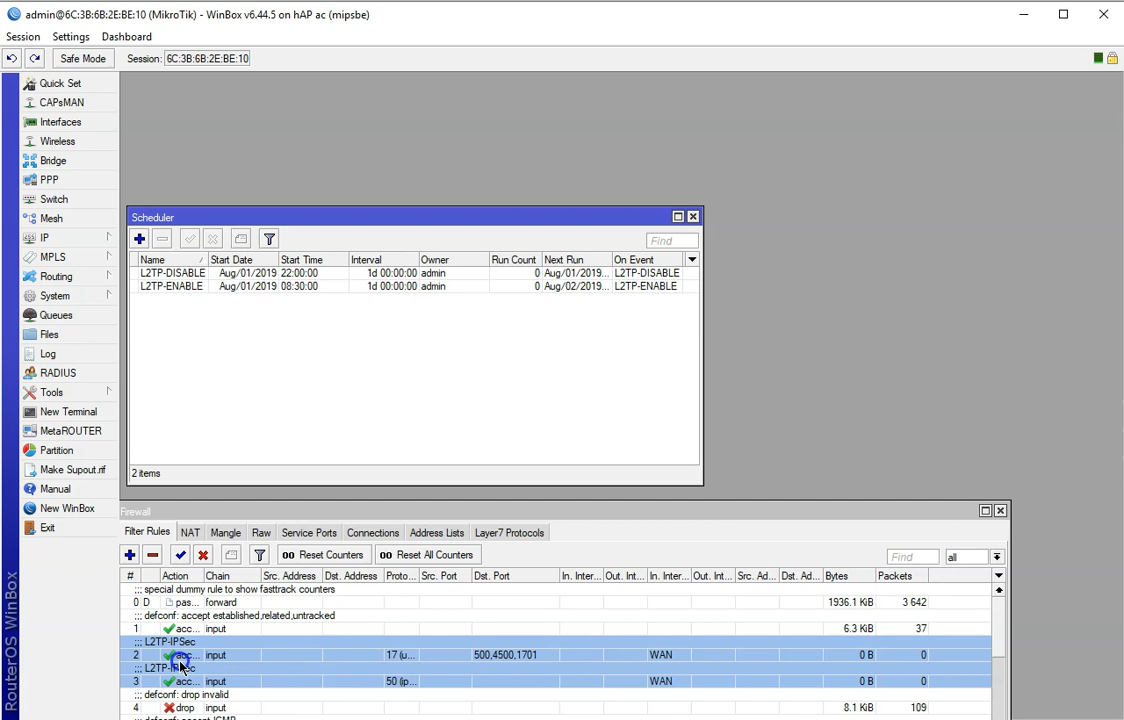 admin@6C:3B:6B:2E:BE:10 (MikroTik) - WinBox v6.44.5 on hAP ac (mipsbe)
Session Settings Dashboard
Safe Mode Session: 6C:3B:6B:2E:BE:10
Quick Set
CAPsMAN
Interfaces
Wireless
Bridge
PPP
Switch
Mesh
IP
MPLS
Routing
System
Queues
Files
Log
RADIUS
Tools
New Terminal
MetaROUTER
Partition
Make Supout.rif
Manual
New WinBox
Exit
RouterOS WinBox
Scheduler
Find
Name Start Date Start Time Interval Owner Run Count Next Run On Event
L2TP-DISABLE Aug/01/2019 22:00:00 1d 00:00:00 admin 0 Aug/01/2019... L2TP-DISABLE
L2TP-ENABLE Aug/01/2019 08:30:00 1d 00:00:00 admin 0 Aug/02/2019... L2TP-ENABLE
2 items
Firewall
Filter Rules NAT Mangle Raw Service Ports Connections Address Lists Layer7 Protocols
00 Reset Counters 00 Reset All Counters Find all
# Action Chain Src. Address Dst. Address Proto... Src. Port Dst. Port In. Inter... Out. Int... In. Inter... Out. Int... Src. Ad... Dst. Ad... Bytes Packets
;;; special dummy rule to show fasttrack counters
0 D pas... forward 1936.1 KiB 3 642
;;; defconf: accept established,related,untracked
1 acc... input 6.3 KiB 37
;;; L2TP-IPSec
2 acc... input 17 (u... 500,4500,1701 WAN 0 B 0
;;; L2TP-IPSec
3 acc... input 50 (ip... WAN 0 B 0
;;; defconf: drop invalid
4 drop input 8.1 KiB 109
;;; defconf: accept ICMP